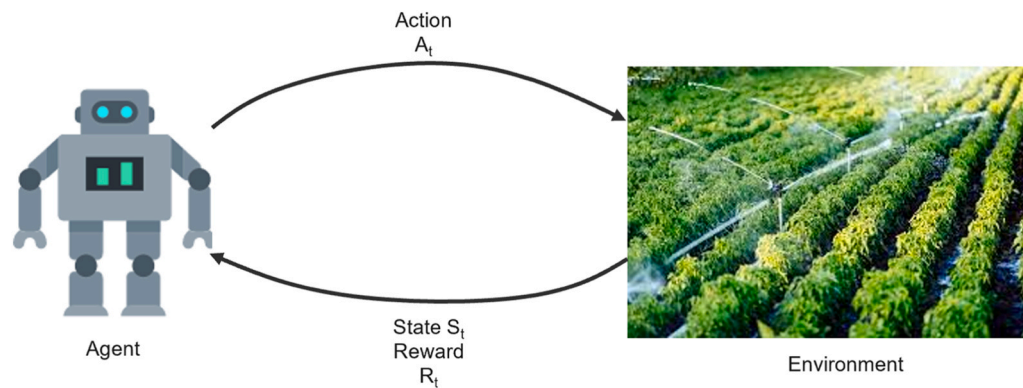 Action
Aₜ
Agent
State Sₜ
Reward
Rₜ
Environment